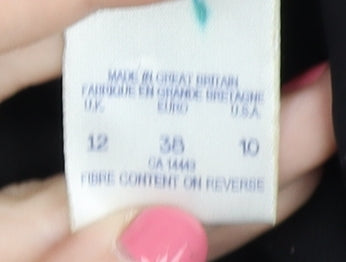 MADE IN GREAT BRITAIN
FABRIQUE EN GRANDE BRETAGNE
U.K. EURO U.S.A.
12 38 10
CA 14443
FIBRE CONTENT ON REVERSE